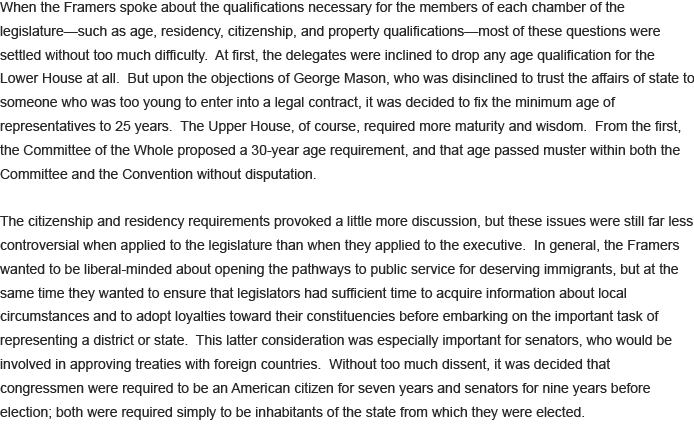 When the Framers spoke about the qualifications necessary for the members of each chamber of the
legislature—such as age, residency, citizenship, and property qualifications—most of these questions were
settled without too much difficulty.  At first, the delegates were inclined to drop any age qualification for the
Lower House at all.  But upon the objections of George Mason, who was disinclined to trust the affairs of state to
someone who was too young to enter into a legal contract, it was decided to fix the minimum age of
representatives to 25 years.  The Upper House, of course, required more maturity and wisdom.  From the first,
the Committee of the Whole proposed a 30-year age requirement, and that age passed muster within both the
Committee and the Convention without disputation.

The citizenship and residency requirements provoked a little more discussion, but these issues were still far less
controversial when applied to the legislature than when they applied to the executive.  In general, the Framers
wanted to be liberal-minded about opening the pathways to public service for deserving immigrants, but at the
same time they wanted to ensure that legislators had sufficient time to acquire information about local
circumstances and to adopt loyalties toward their constituencies before embarking on the important task of
representing a district or state.  This latter consideration was especially important for senators, who would be
involved in approving treaties with foreign countries.  Without too much dissent, it was decided that
congressmen were required to be an American citizen for seven years and senators for nine years before
election; both were required simply to be inhabitants of the state from which they were elected.